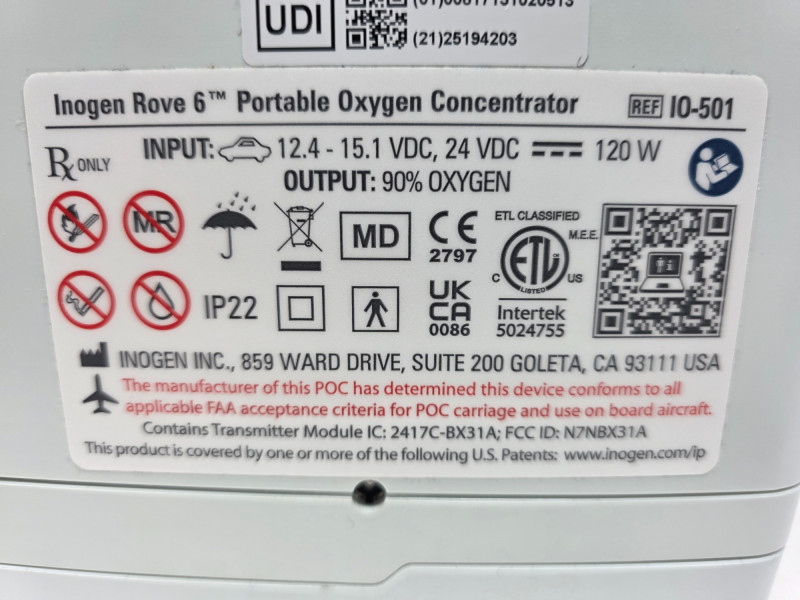 UDI
(21)25194203
Inogen Rove 6™ Portable Oxygen Concentrator REF IO-501
Rx ONLY
INPUT: 12.4 - 15.1 VDC, 24 VDC 120 W
OUTPUT: 90% OXYGEN
MR
MD
CE
2797
ETL CLASSIFIED
M.E.E.
ETL
C US
LISTED
Intertek
5024755
IP22
UK
CA
0086
INOGEN INC., 859 WARD DRIVE, SUITE 200 GOLETA, CA 93111 USA
The manufacturer of this POC has determined this device conforms to all
applicable FAA acceptance criteria for POC carriage and use on board aircraft.
Contains Transmitter Module IC: 2417C-BX31A; FCC ID: N7NBX31A
This product is covered by one or more of the following U.S. Patents: www.inogen.com/ip